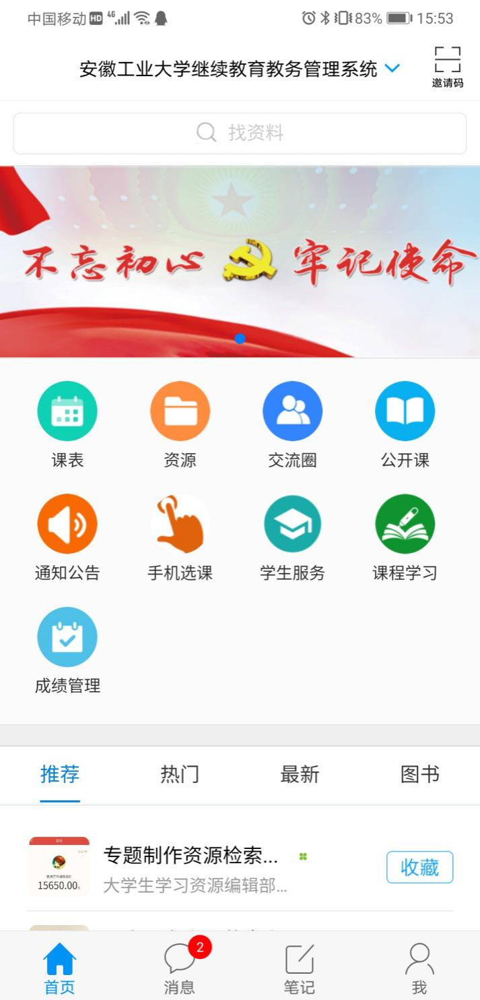 中国移动 HD 4G 83% 15:53
安徽工业大学继续教育教务管理系统
邀请码
找资料
不忘初心 牢记使命
课表 资源 交流圈 公开课
通知公告 手机选课 学生服务 课程学习
成绩管理
推荐 热门 最新 图书
专题制作资源检索...
15650.00
大学生学习资源编辑部...
收藏
2
首页 消息 笔记 我